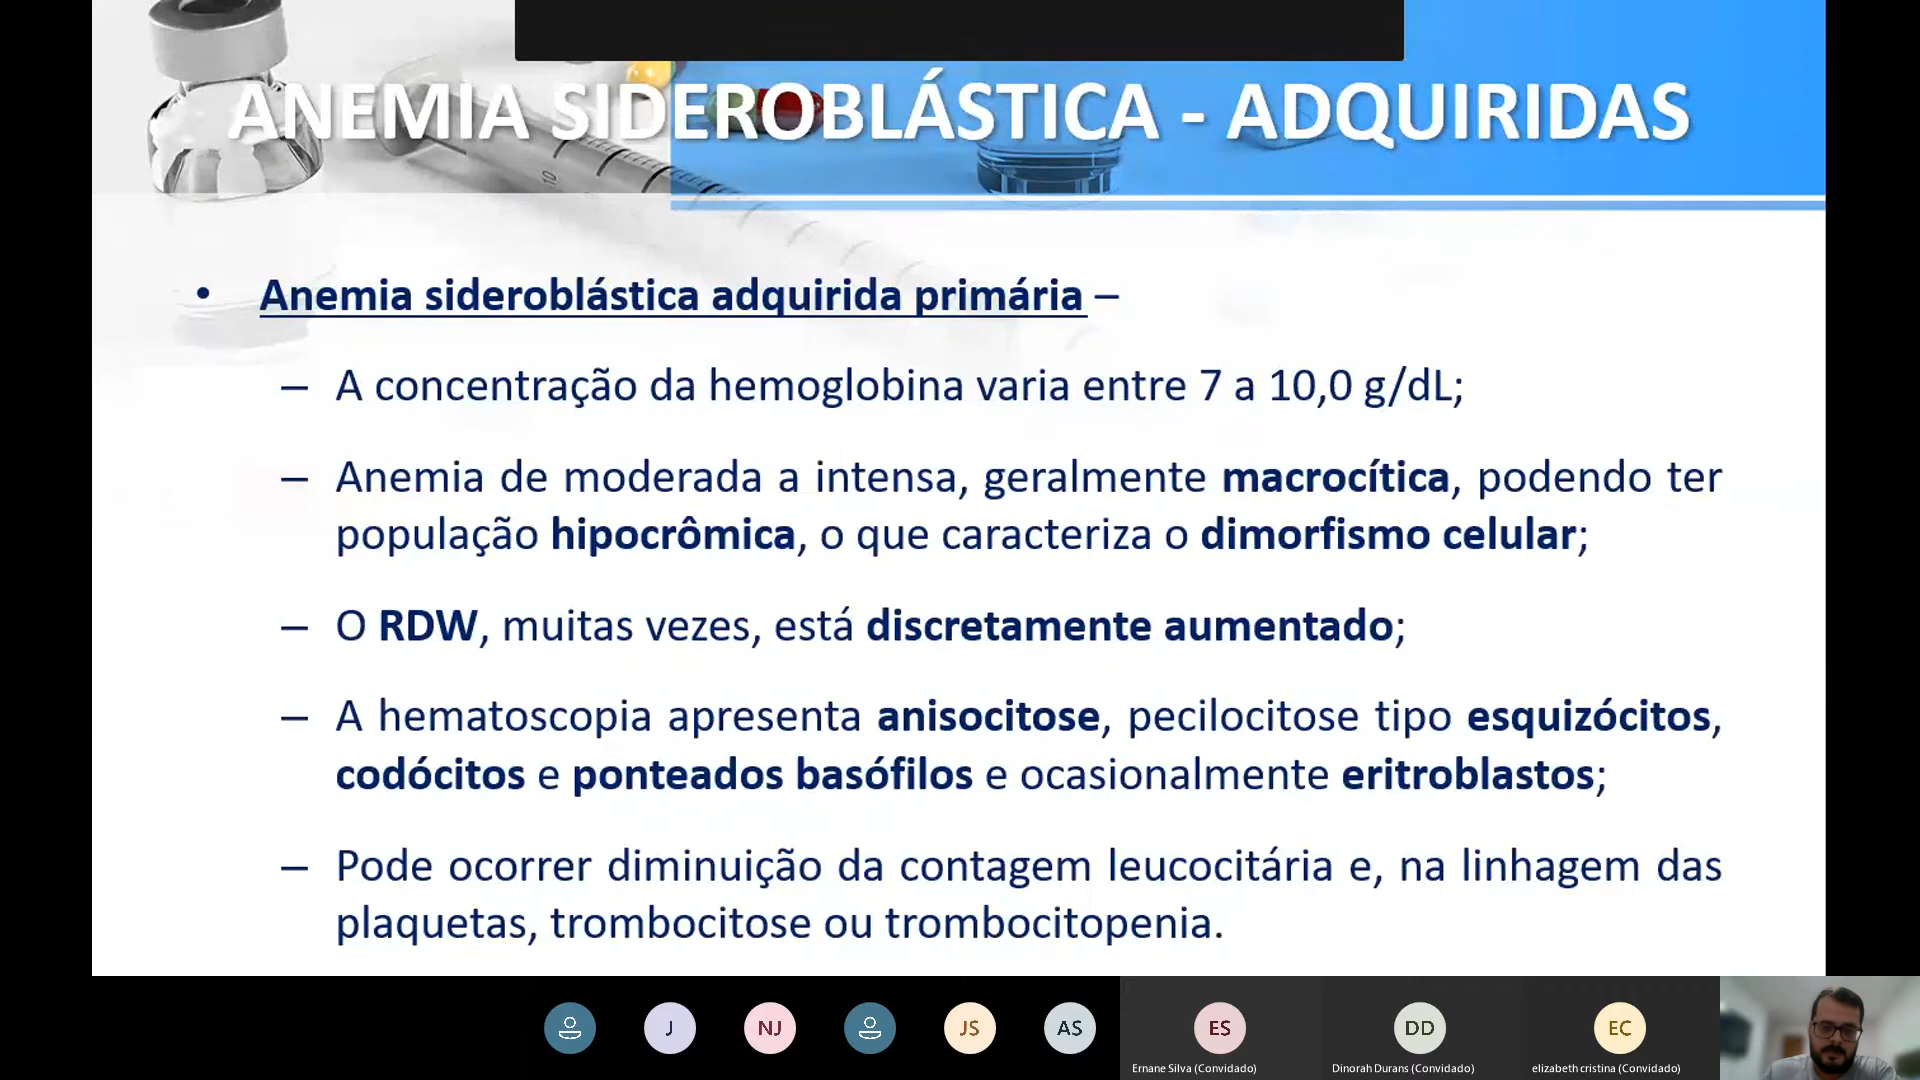 ANEMIA SIDEROBLÁSTICA - ADQUIRIDAS
• Anemia sideroblástica adquirida primária –
– A concentração da hemoglobina varia entre 7 a 10,0 g/dL;
– Anemia de moderada a intensa, geralmente macrocítica, podendo ter
população hipocrômica, o que caracteriza o dimorfismo celular;
– O RDW, muitas vezes, está discretamente aumentado;
– A hematoscopia apresenta anisocitose, pecilocitose tipo esquizócitos,
codócitos e ponteados basófilos e ocasionalmente eritroblastos;
– Pode ocorrer diminuição da contagem leucocitária e, na linhagem das
plaquetas, trombocitose ou trombocitopenia.
J NJ JS AS ES DD EC
Ernane Silva (Convidado) Dinorah Durans (Convidado) elizabeth cristina (Convidado)
10